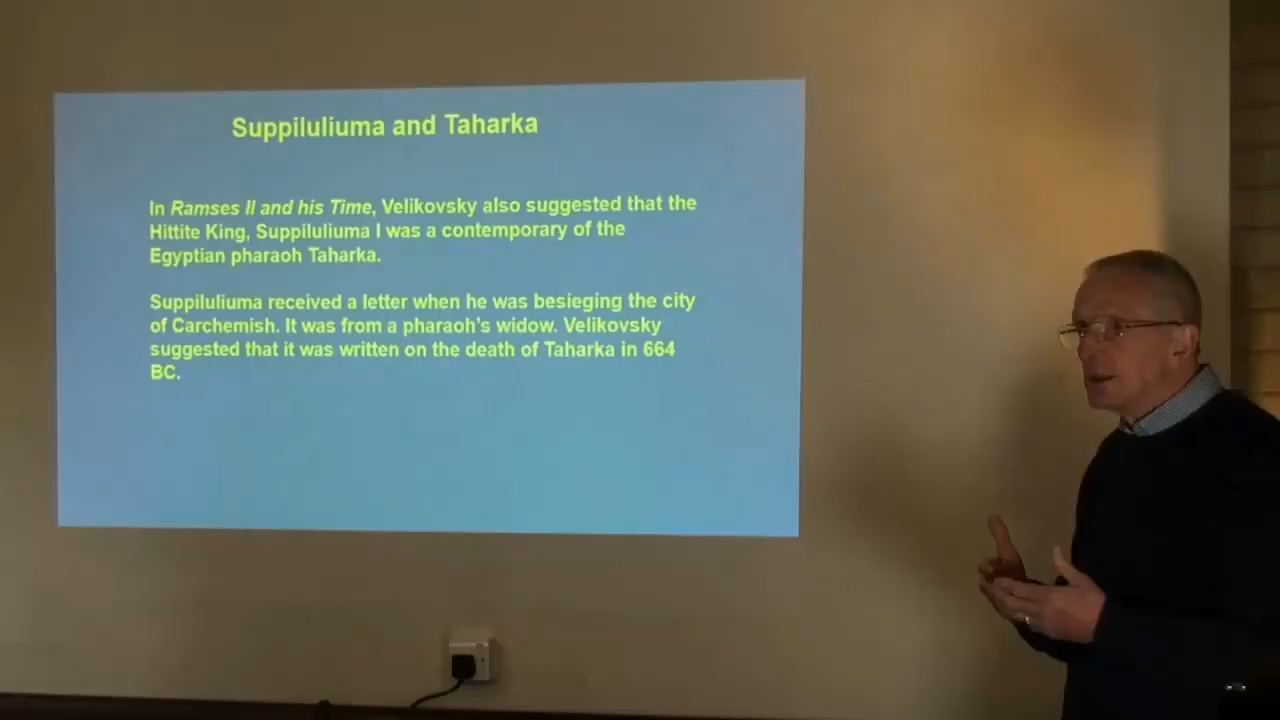 Suppiluliuma and Taharka
In Ramses II and his Time, Velikovsky also suggested that the
Hittite King, Suppiluliuma I was a contemporary of the
Egyptian pharaoh Taharka.
Suppiluliuma received a letter when he was besieging the city
of Carchemish. It was from a pharaoh's widow. Velikovsky
suggested that it was written on the death of Taharka in 664
BC.